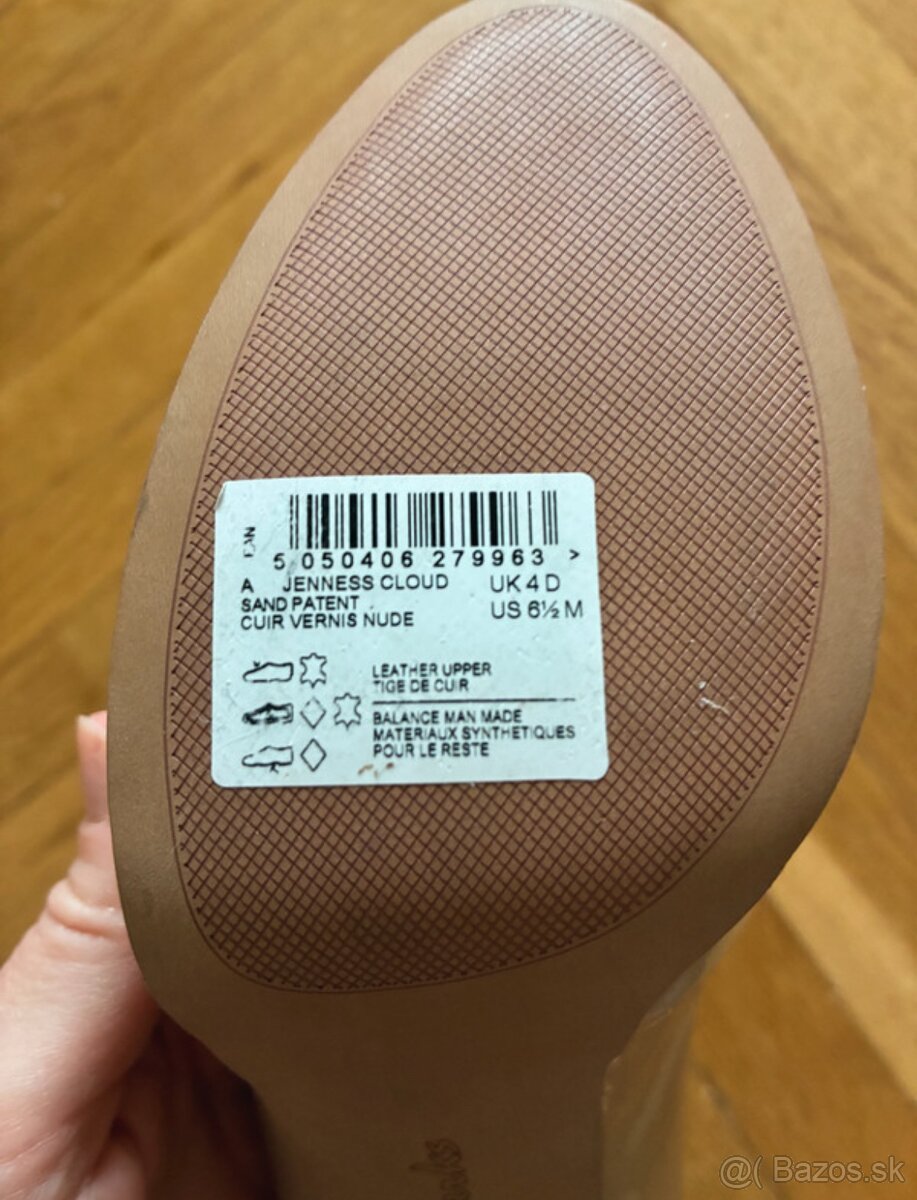 EAN
5 050406 279963 >
A JENNESS CLOUD UK 4 D
SAND PATENT US 6½ M
CUIR VERNIS NUDE
LEATHER UPPER
TIGE DE CUIR
BALANCE MAN MADE
MATERIAUX SYNTHETIQUES
POUR LE RESTE
@( Bazos.sk